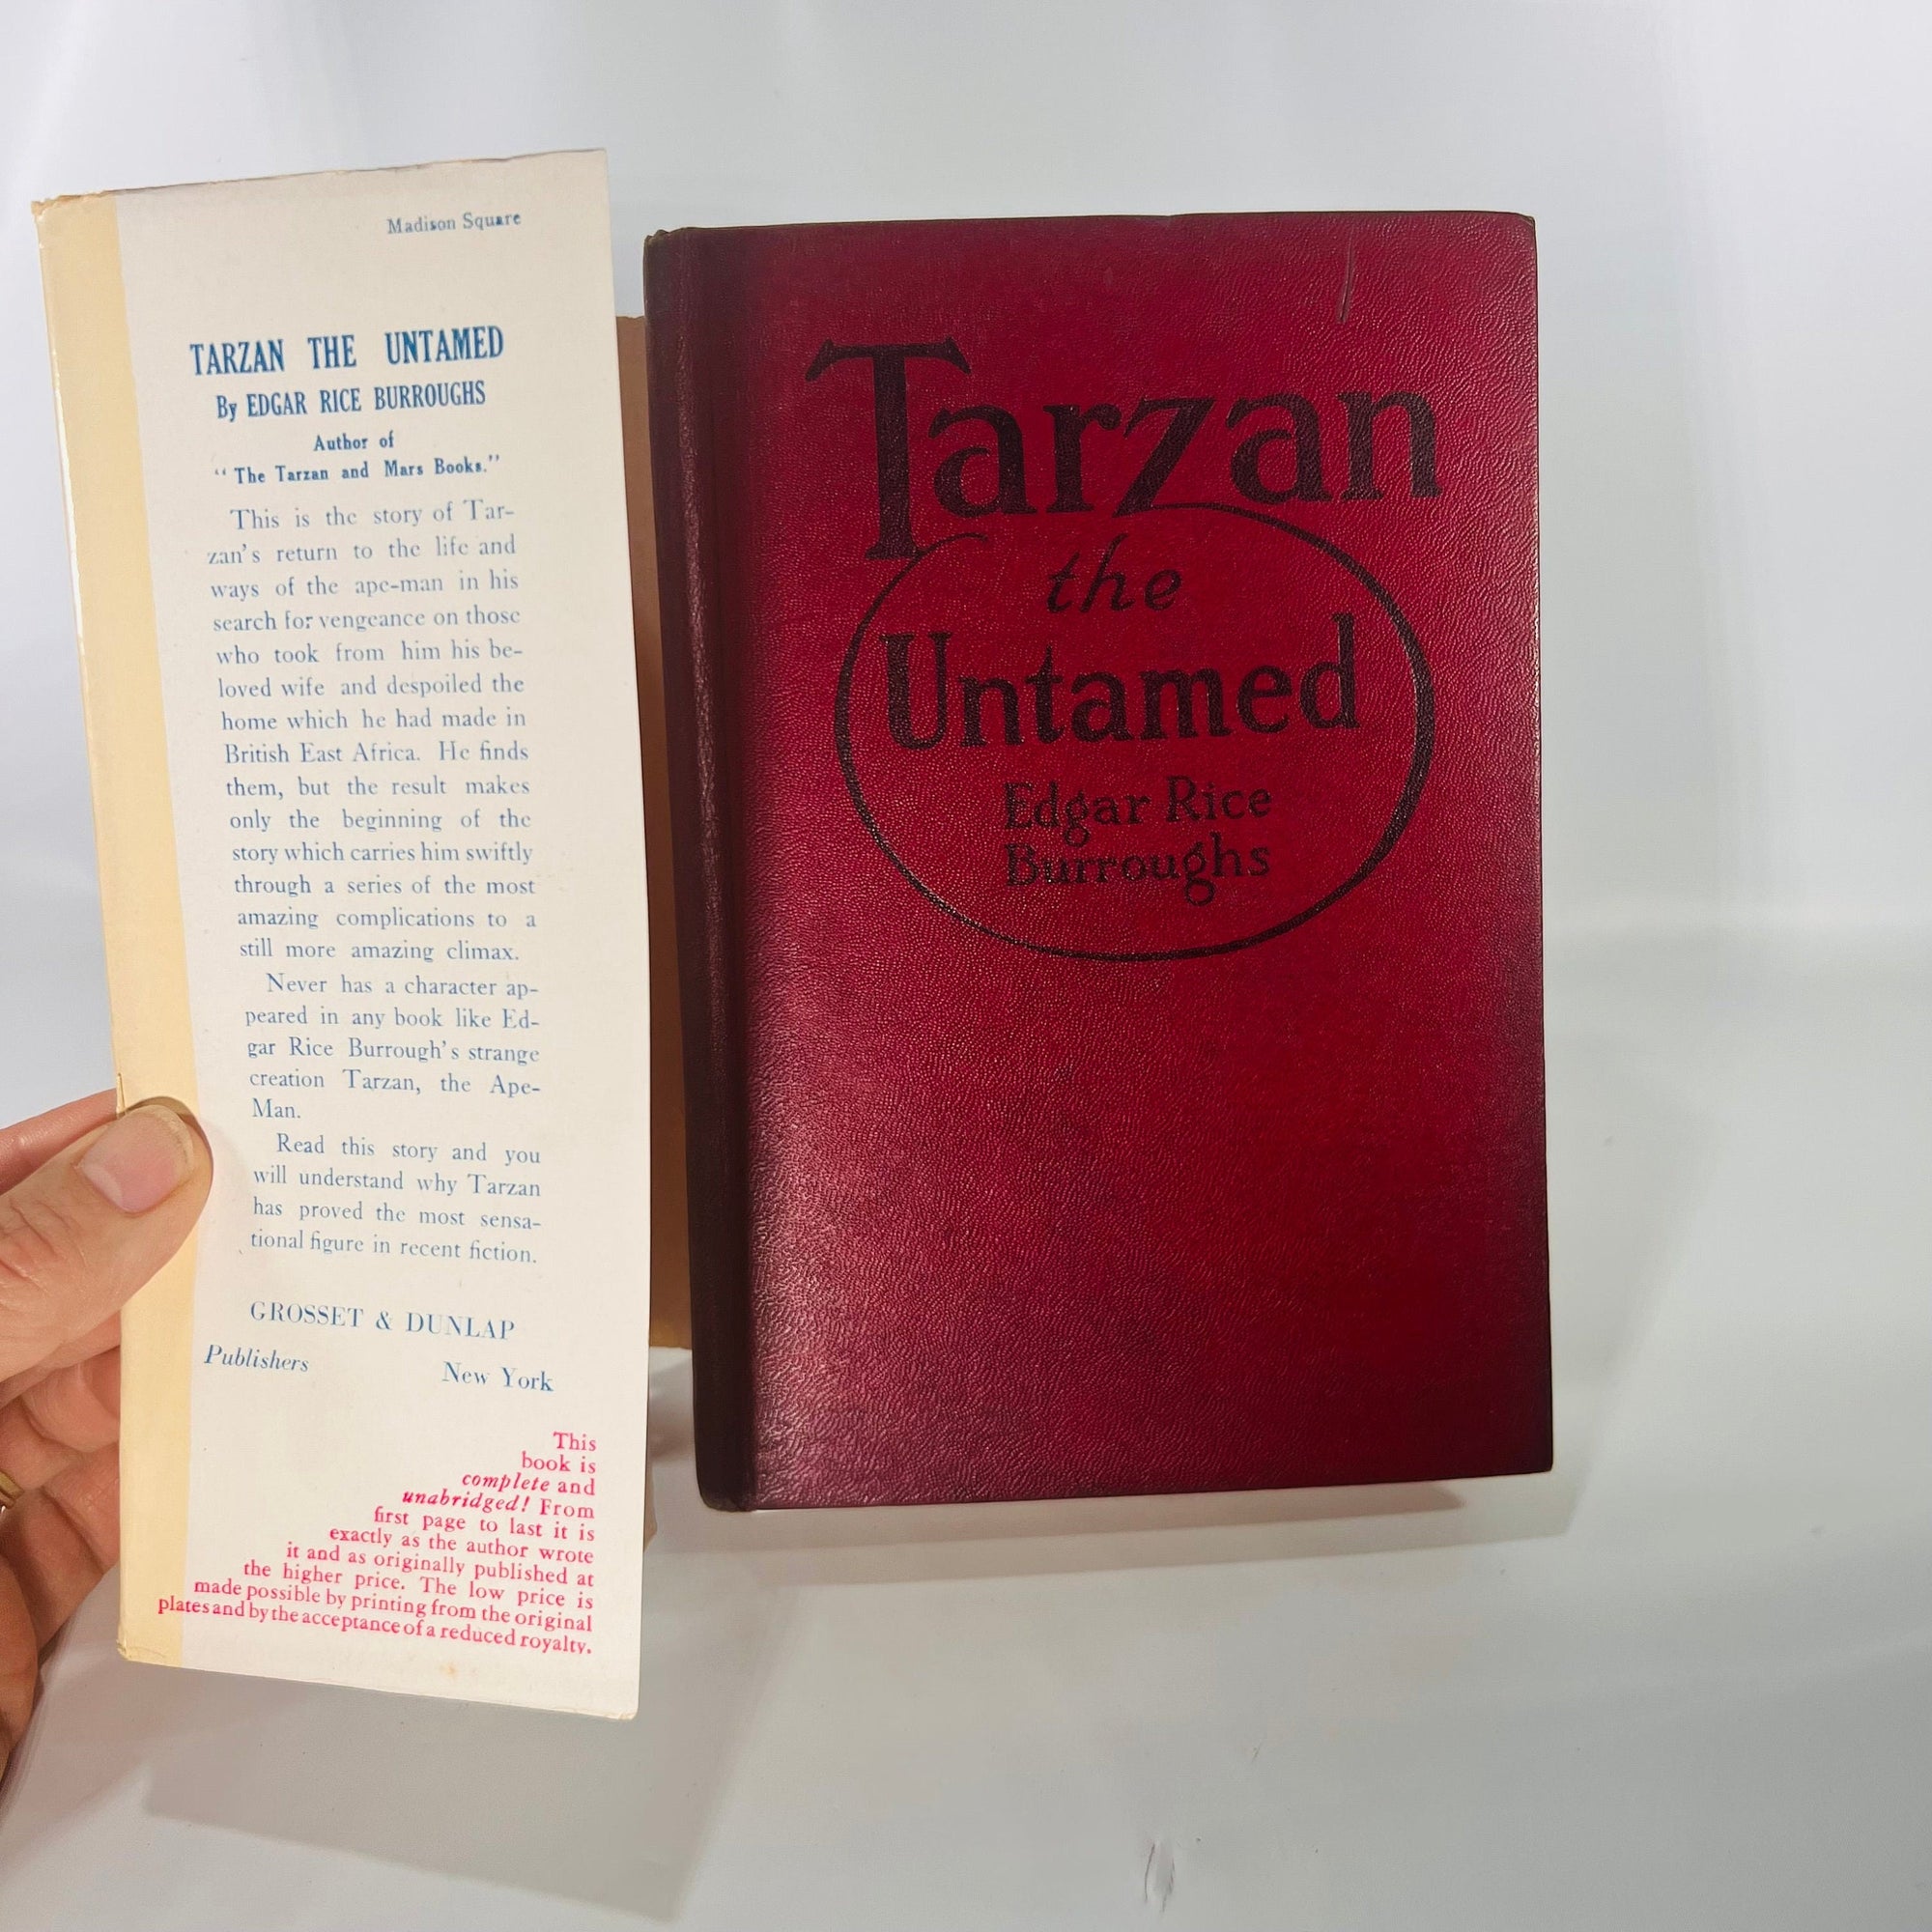 Madison Square
TARZAN THE UNTAMED
By EDGAR RICE BURROUGHS
Author of
“The Tarzan and Mars Books.”
This is the story of Tar-
zan's return to the life and
ways of the ape-man in his
search for vengeance on those
who took from him his be-
loved wife and despoiled the
home which he had made in
British East Africa. He finds
them, but the result makes
only the beginning of the
story which carries him swiftly
through a series of the most
amazing complications to a
still more amazing climax.
Never has a character ap-
peared in any book like Ed-
gar Rice Burrough's strange
creation Tarzan, the Ape-
Man.
Read this story and you
will understand why Tarzan
has proved the most sensa-
tional figure in recent fiction.
GROSSET & DUNLAP
Publishers New York
This
book is
complete and
unabridged! From
first page to last it is
exactly as the author wrote
it and as originally published at
the higher price. The low price is
made possible by printing from the original
plates and by the acceptance of a reduced royalty.
Tarzan
the
Untamed
Edgar Rice
Burroughs